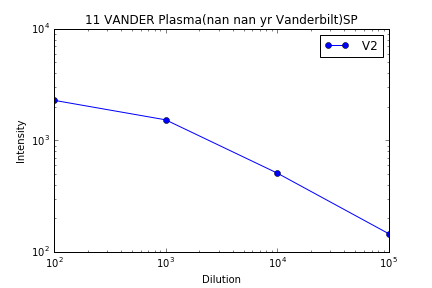 11 VANDER Plasma(nan nan yr Vanderbilt)SP
V2
Intensity
10^4
10^3
10^2
10^2 10^3 10^4 10^5
Dilution